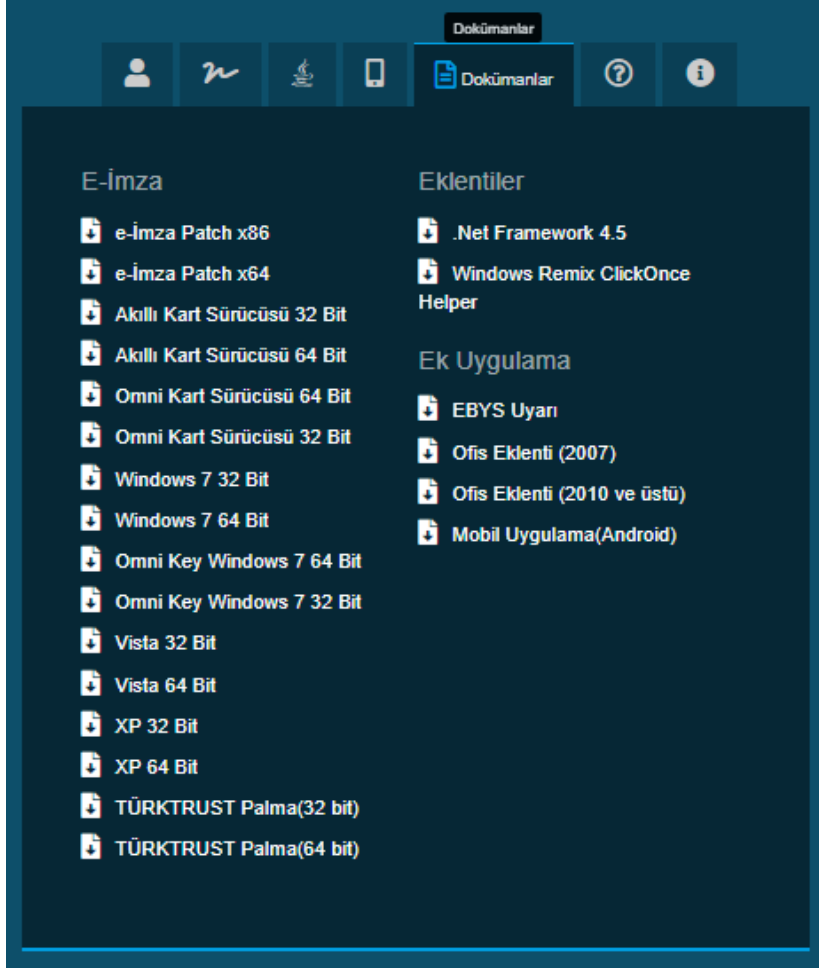 Dokümanlar
Dokümanlar
E-İmza
e-İmza Patch x86
e-İmza Patch x64
Akıllı Kart Sürücüsü 32 Bit
Akıllı Kart Sürücüsü 64 Bit
Omni Kart Sürücüsü 64 Bit
Omni Kart Sürücüsü 32 Bit
Windows 7 32 Bit
Windows 7 64 Bit
Omni Key Windows 7 64 Bit
Omni Key Windows 7 32 Bit
Vista 32 Bit
Vista 64 Bit
XP 32 Bit
XP 64 Bit
TÜRKTRUST Palma(32 bit)
TÜRKTRUST Palma(64 bit)
Eklentiler
.Net Framework 4.5
Windows Remix ClickOnce
Helper
Ek Uygulama
EBYS Uyarı
Ofis Eklenti (2007)
Ofis Eklenti (2010 ve üstü)
Mobil Uygulama(Android)